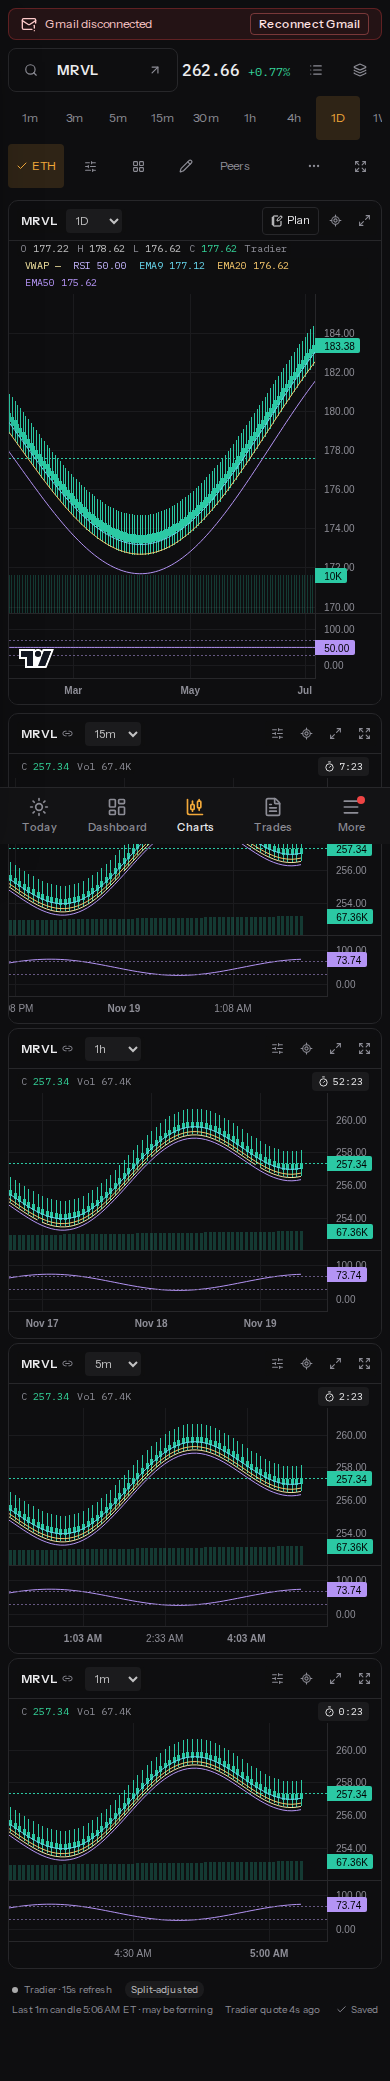 Gmail disconnected Reconnect Gmail
MRVL 262.66 +0.77%
1m 3m 5m 15m 30m 1h 4h 1D
ETH Peers
MRVL 1D Plan
O 177.22 H 178.62 L 176.62 C 177.62 Tradier
VWAP — RSI 50.00 EMA9 177.12 EMA20 176.62
EMA50 175.62
184.00
183.38
182.00
180.00
178.00
176.00
174.00
172.00
10K
170.00
100.00
50.00
0.00
Mar May Jul
MRVL 15m
C 257.34 Vol 67.4K 7:23
Today Dashboard Charts Trades More
257.34
256.00
254.00
67.36K
100.00
73.74
0.00
8 PM Nov 19 1:08 AM
MRVL 1h
C 257.34 Vol 67.4K 52:23
260.00
258.00
257.34
256.00
254.00
67.36K
100.00
73.74
0.00
Nov 17 Nov 18 Nov 19
MRVL 5m
C 257.34 Vol 67.4K 2:23
260.00
258.00
257.34
256.00
254.00
67.36K
100.00
73.74
0.00
1:03 AM 2:33 AM 4:03 AM
MRVL 1m
C 257.34 Vol 67.4K 0:23
260.00
258.00
257.34
256.00
254.00
67.36K
100.00
73.74
0.00
4:30 AM 5:00 AM
Tradier · 15s refresh Split-adjusted
Last 1m candle 5:06 AM ET · may be forming Tradier quote 4s ago Saved